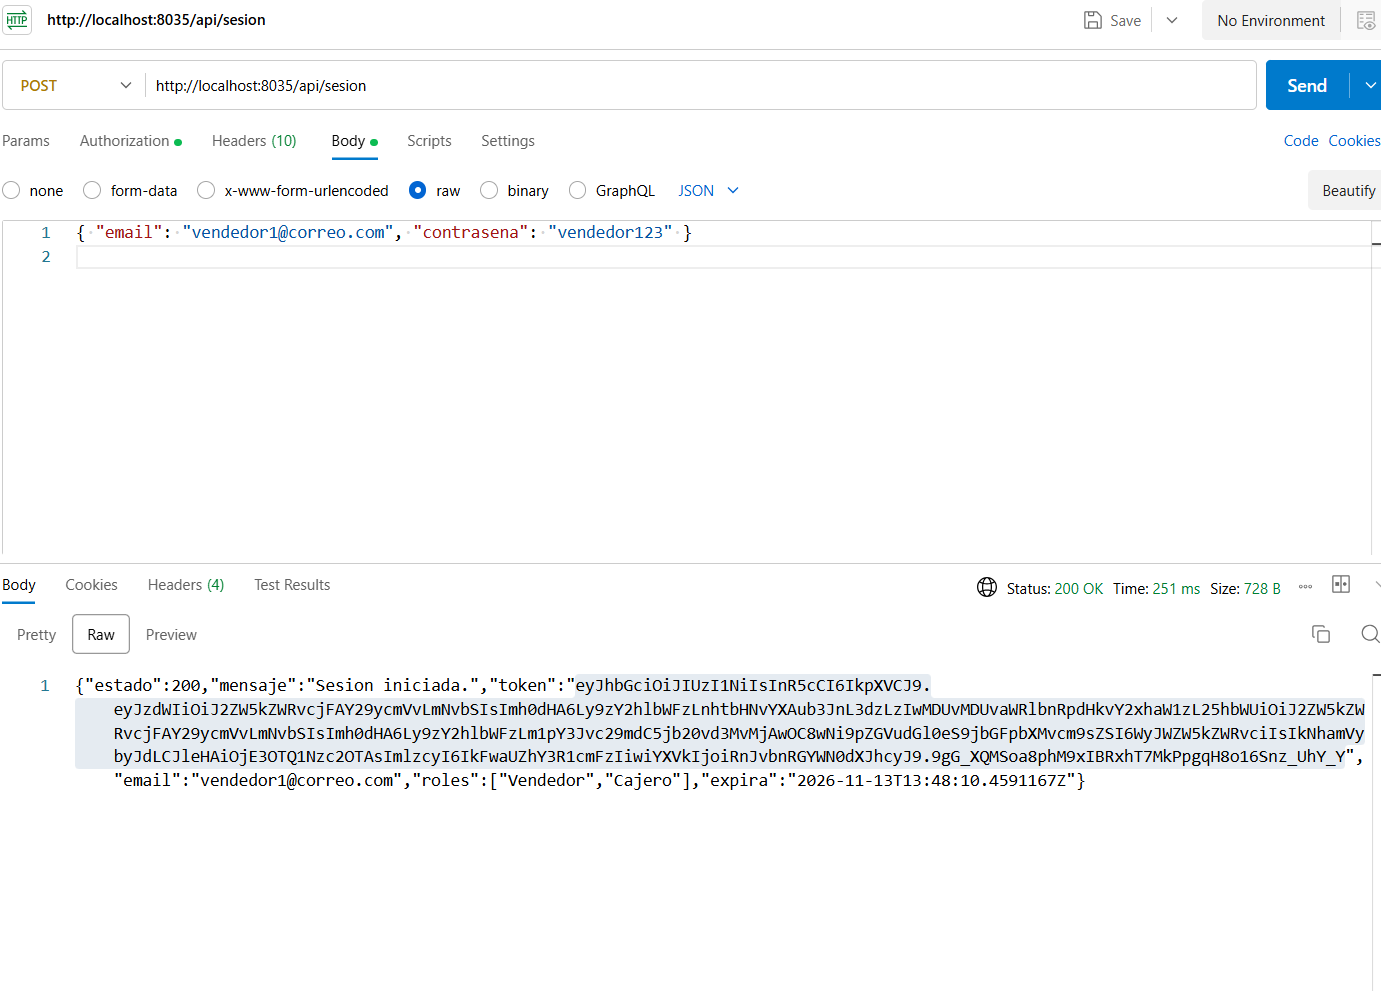 HTTP http://localhost:8035/api/sesion Save No Environment
POST http://localhost:8035/api/sesion Send
Params Authorization Headers (10) Body Scripts Settings Code Cookies
none form-data x-www-form-urlencoded raw binary GraphQL JSON Beautify
1 { "email": "vendedor1@correo.com", "contrasena": "vendedor123" }
2
Body Cookies Headers (4) Test Results Status: 200 OK Time: 251 ms Size: 728 B
Pretty Raw Preview
1 {"estado":200,"mensaje":"Sesion iniciada.","token":"eyJhbGciOiJIUzI1NiIsInR5cCI6IkpXVCJ9.
eyJzdWIiOiJ2ZW5kZWRvcjFAY29ycmVvLmNvbSIsImh0dHA6Ly9zY2hlbWFzLnhtbHNvYXAub3JnL3dzLzIwMDUvMDUvaWRlbnRpdHkvY2xhaW1zL25hbWUiOiJ2ZW5kZW
RvcjFAY29ycmVvLmNvbSIsImh0dHA6Ly9zY2hlbWFzLm1pY3Jvc29mdC5jb20vd3MvMjAwOC8wNi9pZGVudGl0eS9jbGFpbXMvcm9sZSI6WyJWZW5kZWRvciIsIkNhamVy
byJdLCJleHAiOjE3OTQ1Nzc2OTAsImlzcyI6IkFwaUZhY3R1cmFzIiwiYXVkIjoiRnJvbnRGYWN0dXJhcyJ9.9gG_XQMSoa8phM9xIBRxhT7MkPpgqH8o16Snz_UhY_Y",
"email":"vendedor1@correo.com","roles":["Vendedor","Cajero"],"expira":"2026-11-13T13:48:10.4591167Z"}